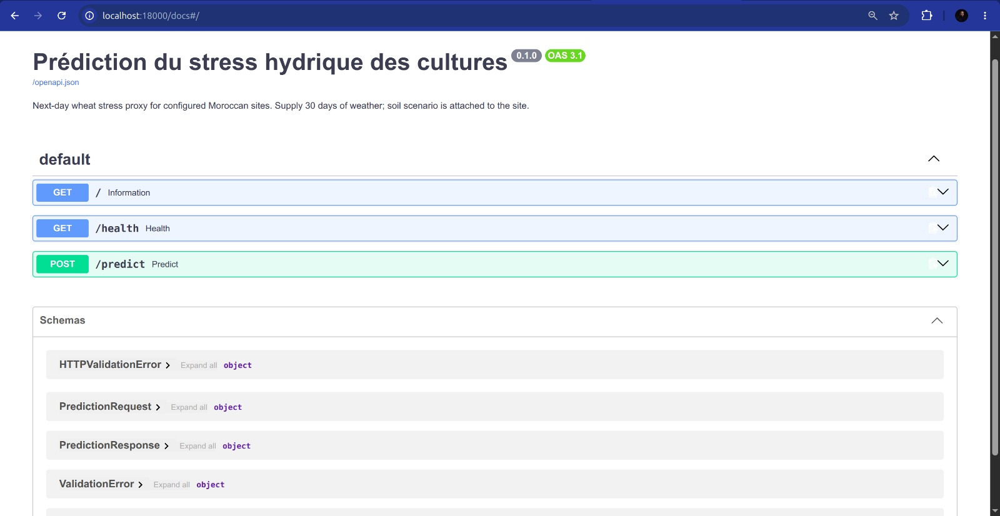 localhost:18000/docs#/
Prédiction du stress hydrique des cultures 0.1.0 OAS 3.1
/openapi.json
Next-day wheat stress proxy for configured Moroccan sites. Supply 30 days of weather; soil scenario is attached to the site.
default
GET / Information
GET /health Health
POST /predict Predict
Schemas
HTTPValidationError Expand all object
PredictionRequest Expand all object
PredictionResponse Expand all object
ValidationError Expand all object